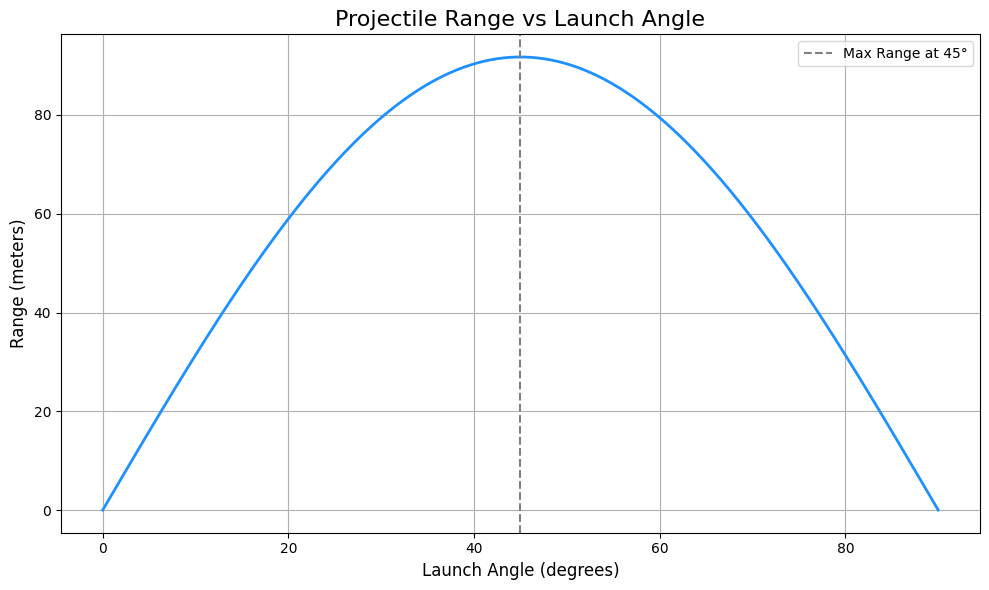 Projectile Range vs Launch Angle
Max Range at 45°
Range (meters)
80
60
40
20
0
0 20 40 60 80
Launch Angle (degrees)